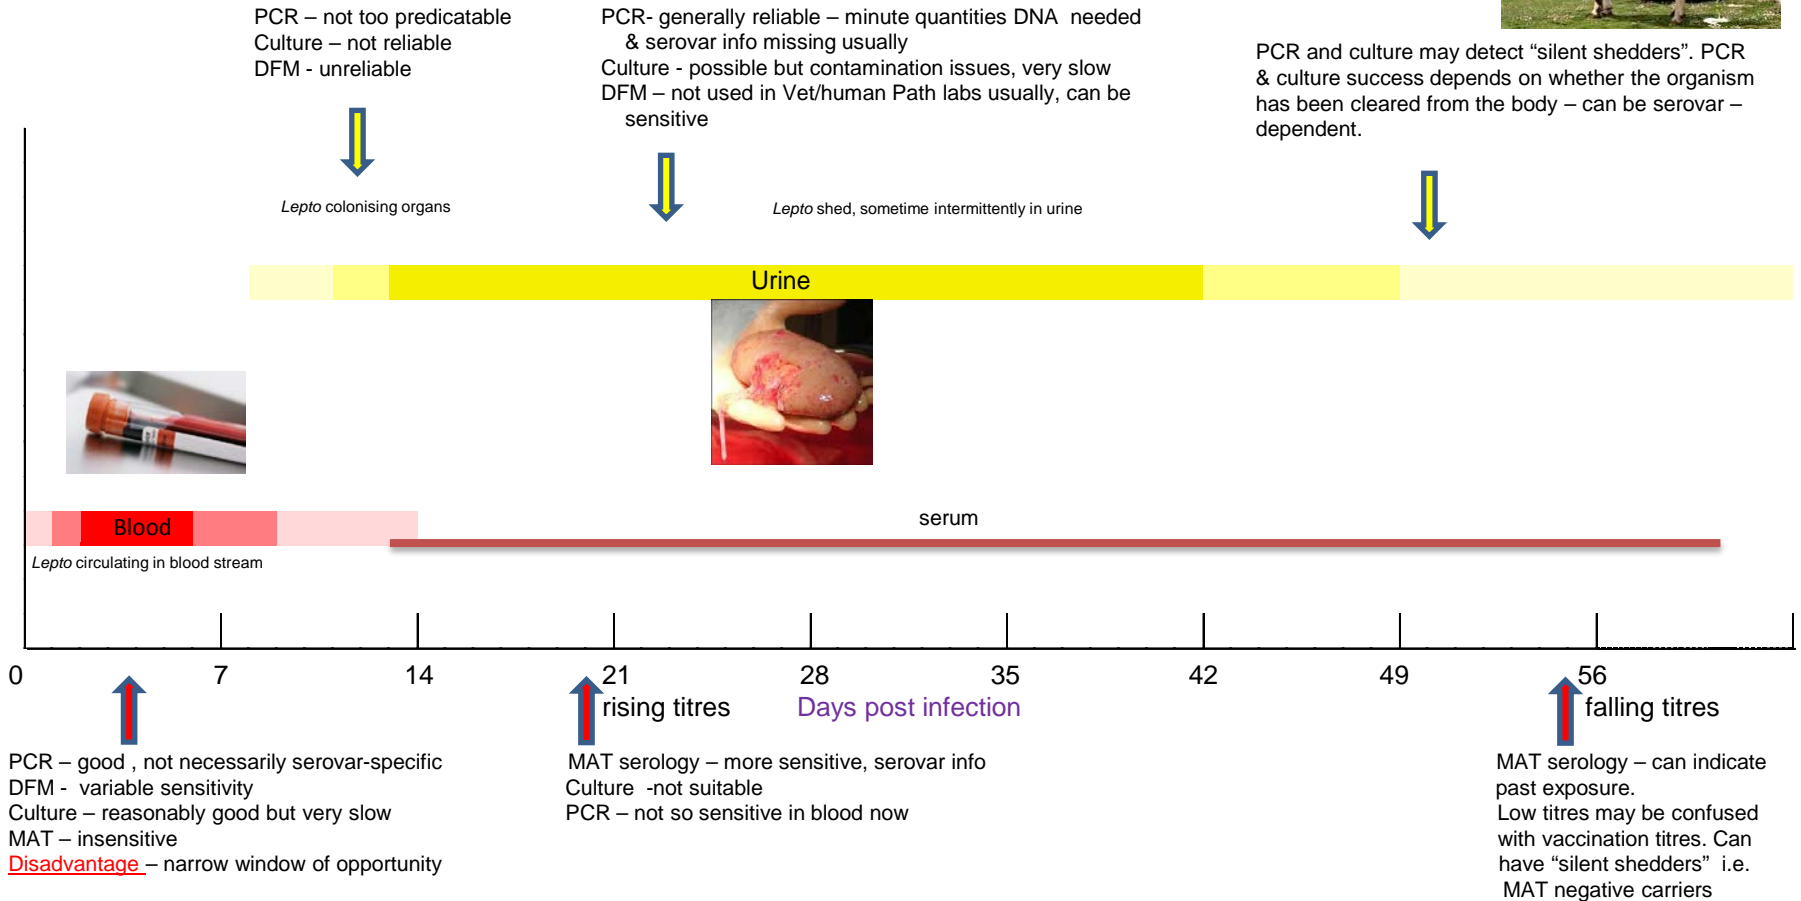 PCR – not too predicatable
Culture – not reliable
DFM - unreliable
PCR- generally reliable – minute quantities DNA needed
& serovar info missing usually
Culture - possible but contamination issues, very slow
DFM – not used in Vet/human Path labs usually, can be
sensitive
PCR and culture may detect “silent shedders”. PCR
& culture success depends on whether the organism
has been cleared from the body – can be serovar –
dependent.
Lepto colonising organs
Lepto shed, sometime intermittently in urine
Urine
Blood
serum
Lepto circulating in blood stream
0 7 14 21 28 35 42 49 56
rising titres
Days post infection
falling titres
PCR – good , not necessarily serovar-specific
DFM - variable sensitivity
Culture – reasonably good but very slow
MAT – insensitive
Disadvantage – narrow window of opportunity
MAT serology – more sensitive, serovar info
Culture -not suitable
PCR – not so sensitive in blood now
MAT serology – can indicate
past exposure.
Low titres may be confused
with vaccination titres. Can
have “silent shedders” i.e.
MAT negative carriers